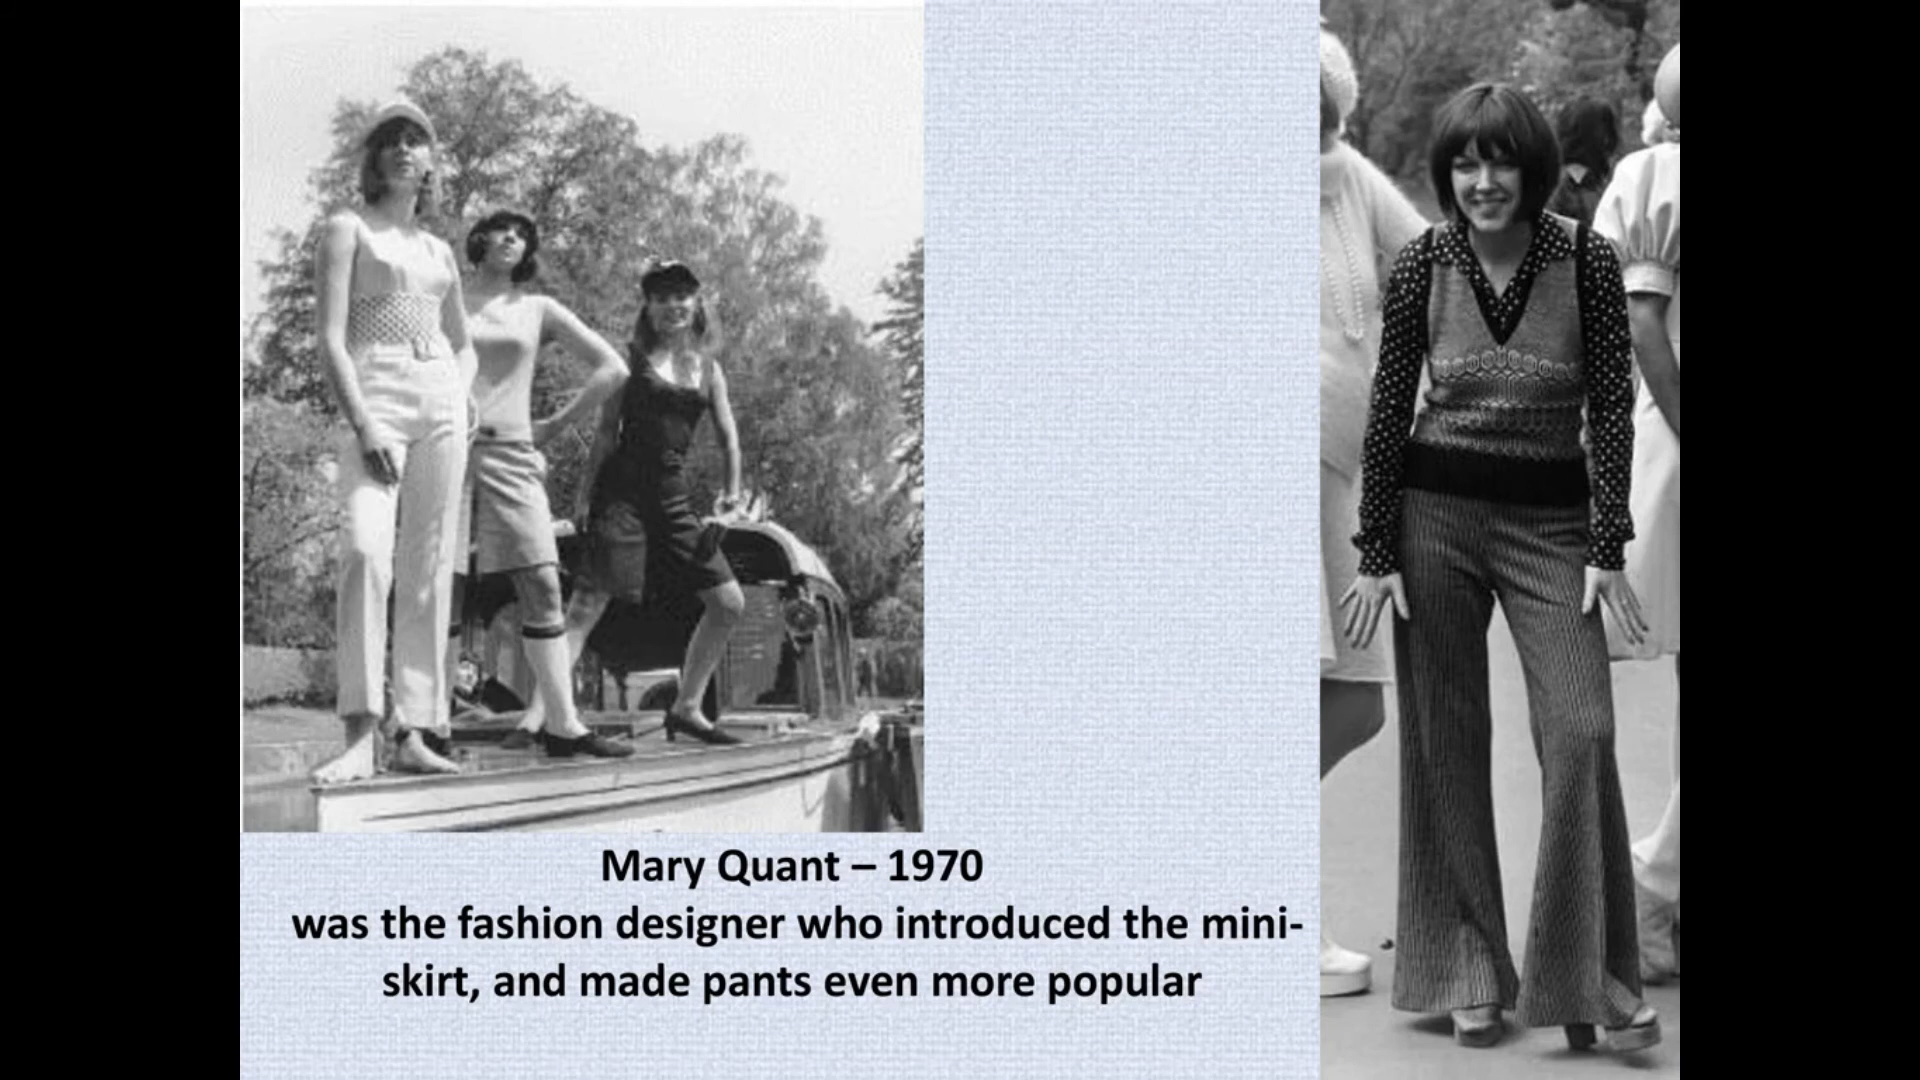 Mary Quant – 1970
was the fashion designer who introduced the mini-
skirt, and made pants even more popular